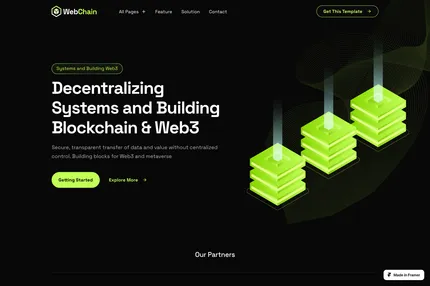 WebChain
All Pages +
Feature
Solution
Contact
Get This Template →
Systems and Building Web3
Decentralizing
Systems and Building
Blockchain & Web3
Secure, transparent transfer of data and value without centralized
control. Building blocks for Web3 and metaverse
Getting Started
Explore More →
Our Partners
Made in Framer